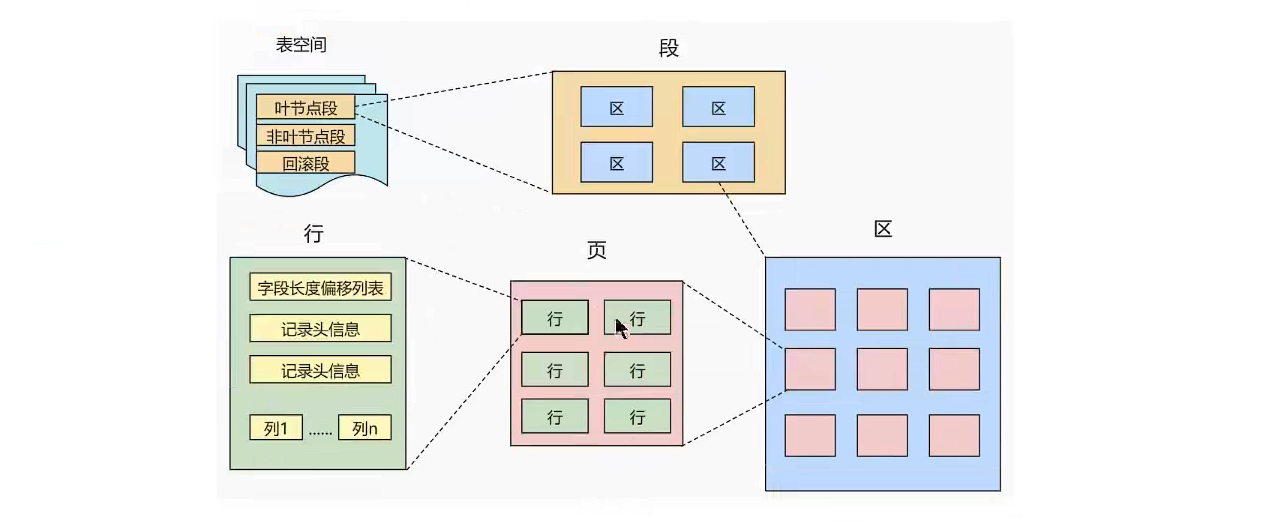 表空间
叶节点段
非叶节点段
回滚段
段
区 区
区 区
行
字段长度偏移列表
记录头信息
记录头信息
列1 ...... 列n
页
行 行
行 行
行 行
区